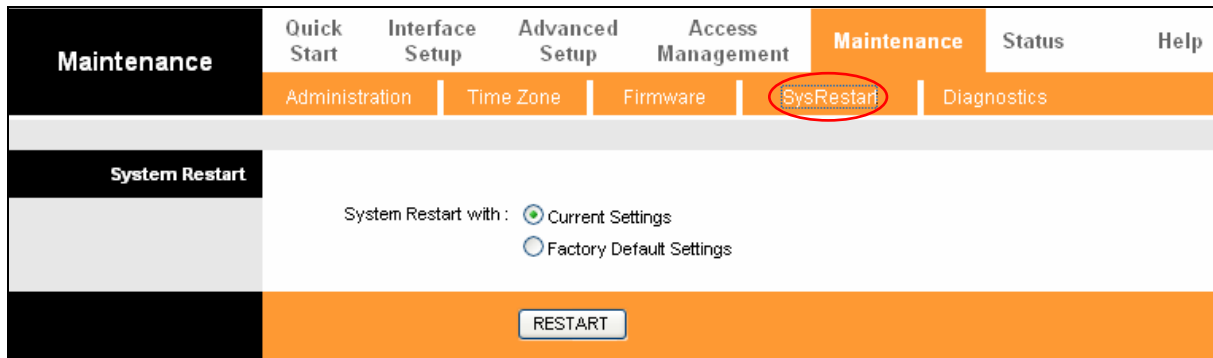 Maintenance
Quick Start
Interface Setup
Advanced Setup
Access Management
Maintenance
Status
Help
Administration
Time Zone
Firmware
SysRestart
Diagnostics
System Restart
System Restart with :
Current Settings
Factory Default Settings
RESTART